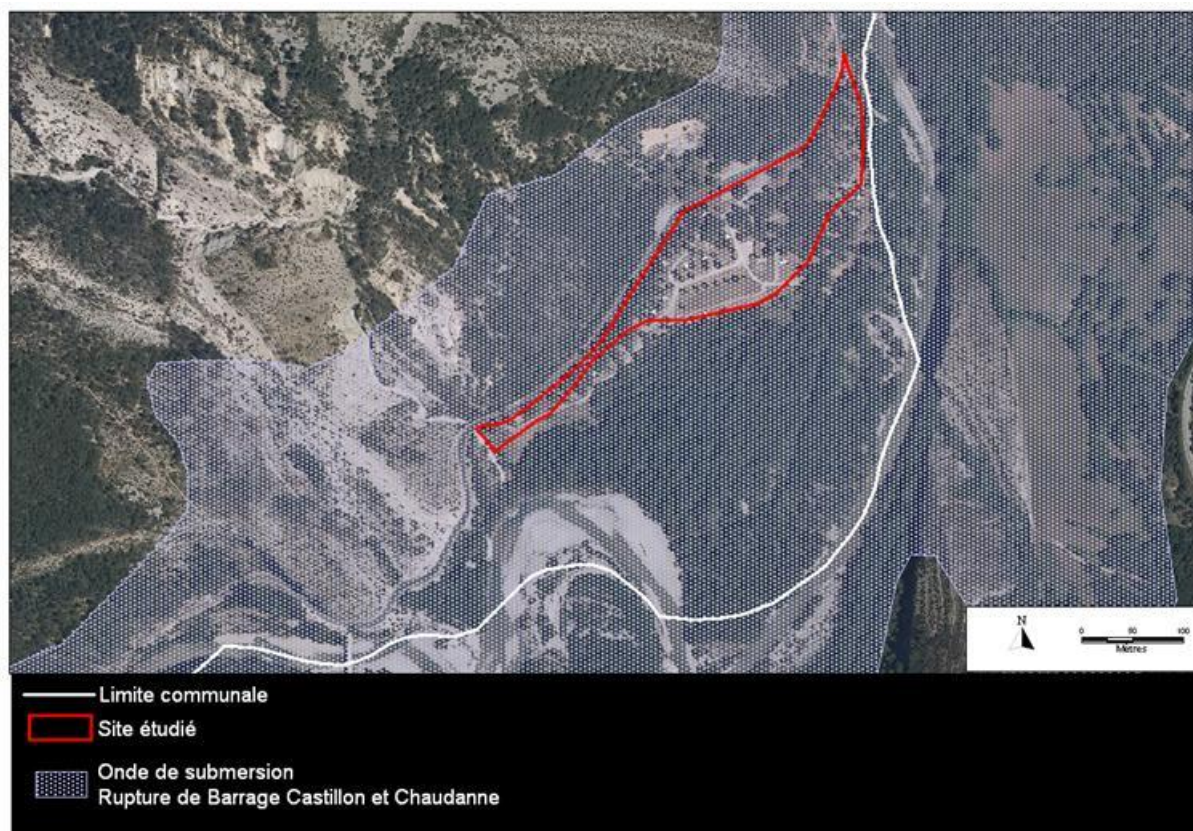 N
0 50 100
Mètres
Limite communale
Site étudié
Onde de submersion
Rupture de Barrage Castillon et Chaudanne